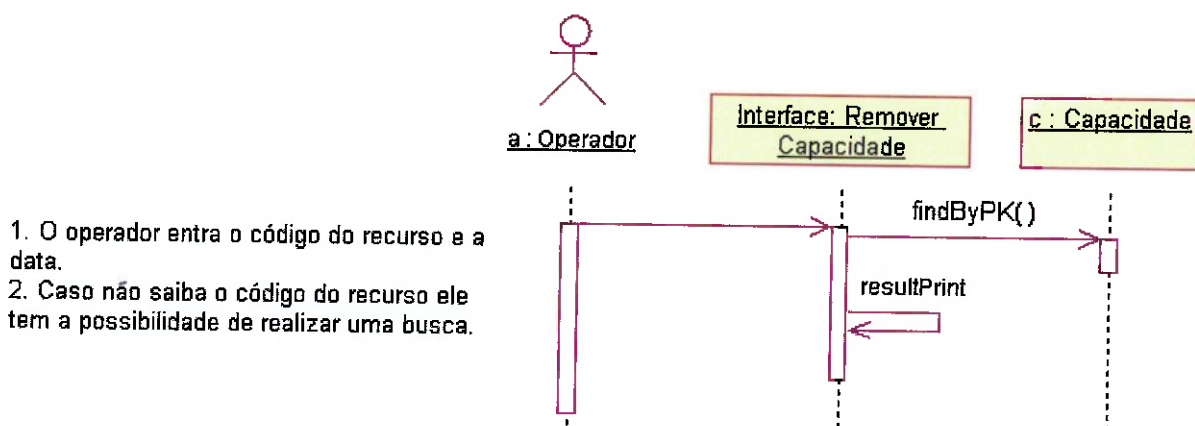 a : Operador
Interface: Remover
Capacidade
c : Capacidade
1. O operador entra o código do recurso e a
data.
2. Caso não saiba o código do recurso ele
tem a possibilidade de realizar uma busca.
findByPK( )
resultPrint